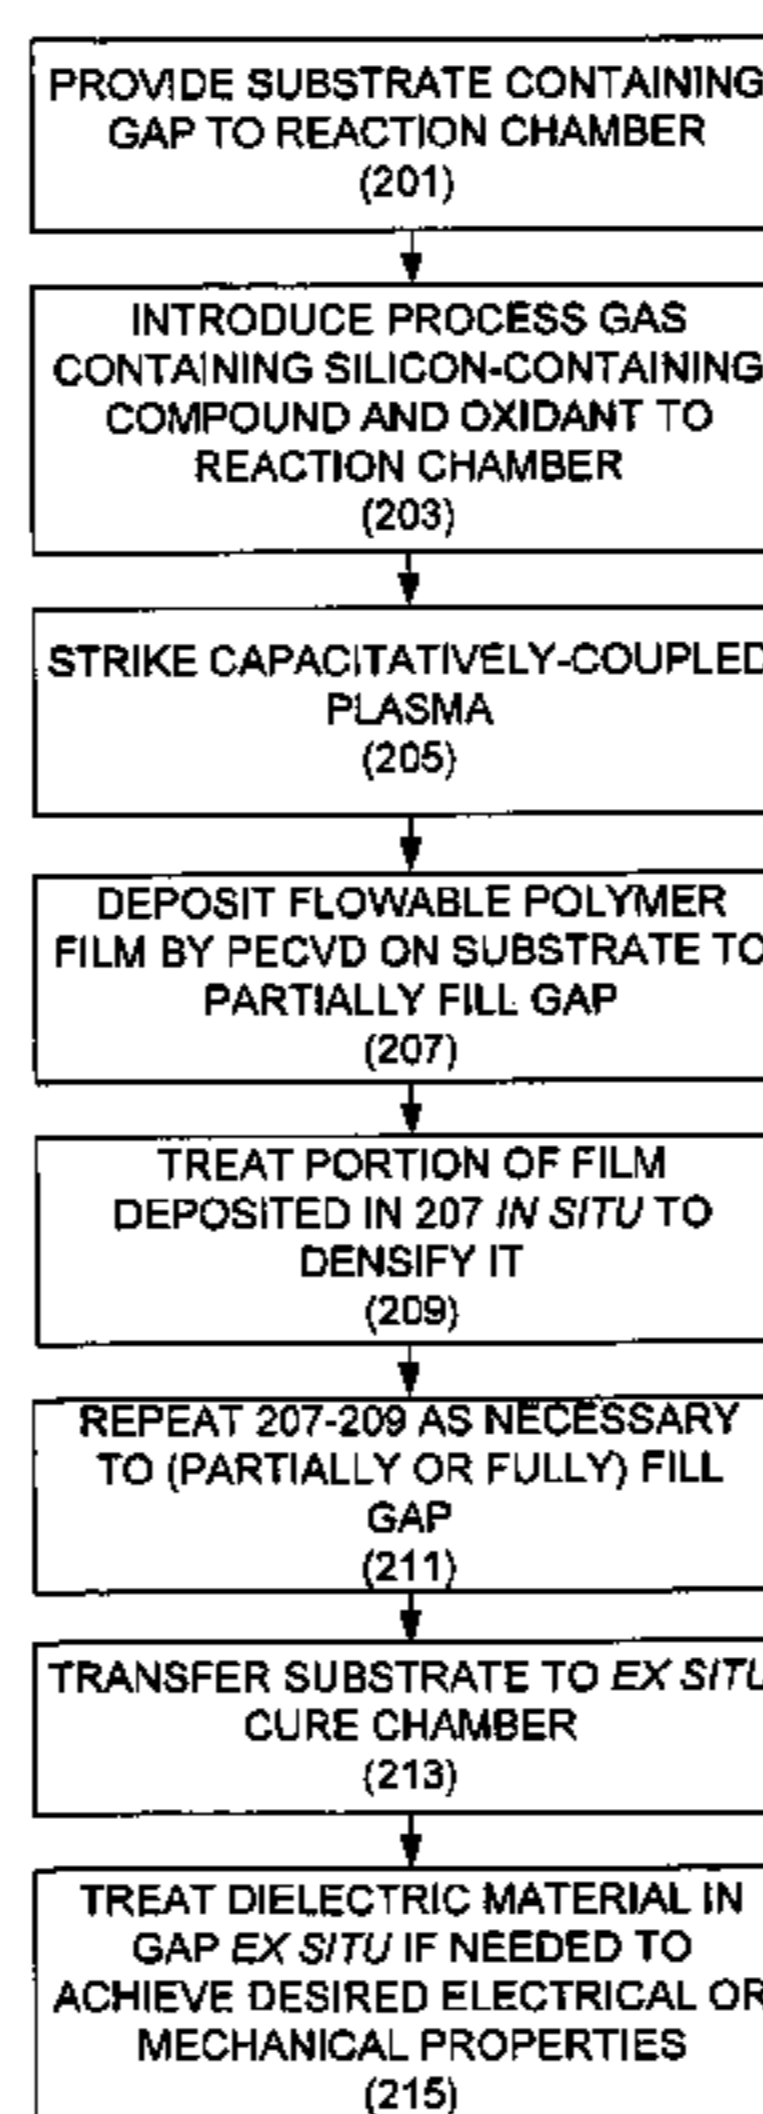 PROVIDE SUBSTRATE CONTAINING
GAP TO REACTION CHAMBER
(201)
INTRODUCE PROCESS GAS
CONTAINING SILICON-CONTAINING
COMPOUND AND OXIDANT TO
REACTION CHAMBER
(203)
STRIKE CAPACITATIVELY-COUPLED
PLASMA
(205)
DEPOSIT FLOWABLE POLYMER
FILM BY PECVD ON SUBSTRATE TO
PARTIALLY FILL GAP
(207)
TREAT PORTION OF FILM
DEPOSITED IN 207 IN SITU TO
DENSIFY IT
(209)
REPEAT 207-209 AS NECESSARY
TO (PARTIALLY OR FULLY) FILL
GAP
(211)
TRANSFER SUBSTRATE TO EX SITU
CURE CHAMBER
(213)
TREAT DIELECTRIC MATERIAL IN
GAP EX SITU IF NEEDED TO
ACHIEVE DESIRED ELECTRICAL OR
MECHANICAL PROPERTIES
(215)